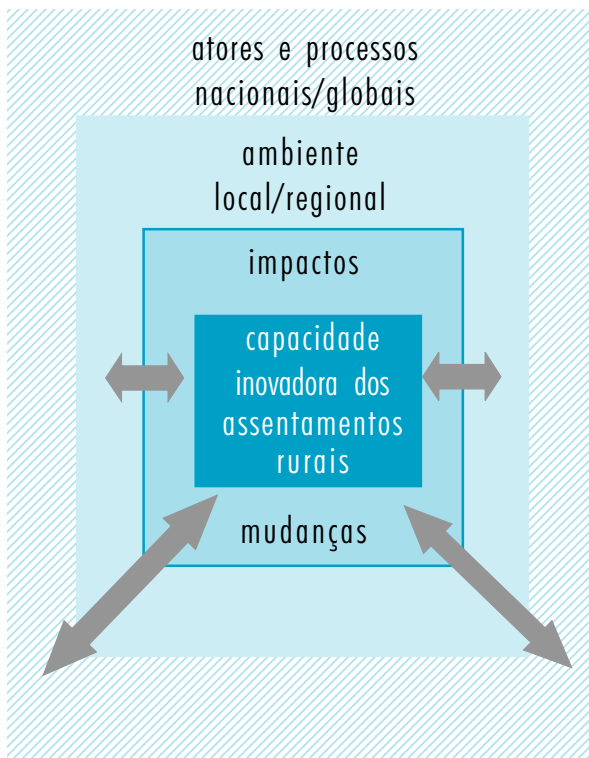 atores e processos
nacionais/globais
ambiente
local/regional
impactos
capacidade
inovadora dos
assentamentos
rurais
mudanças